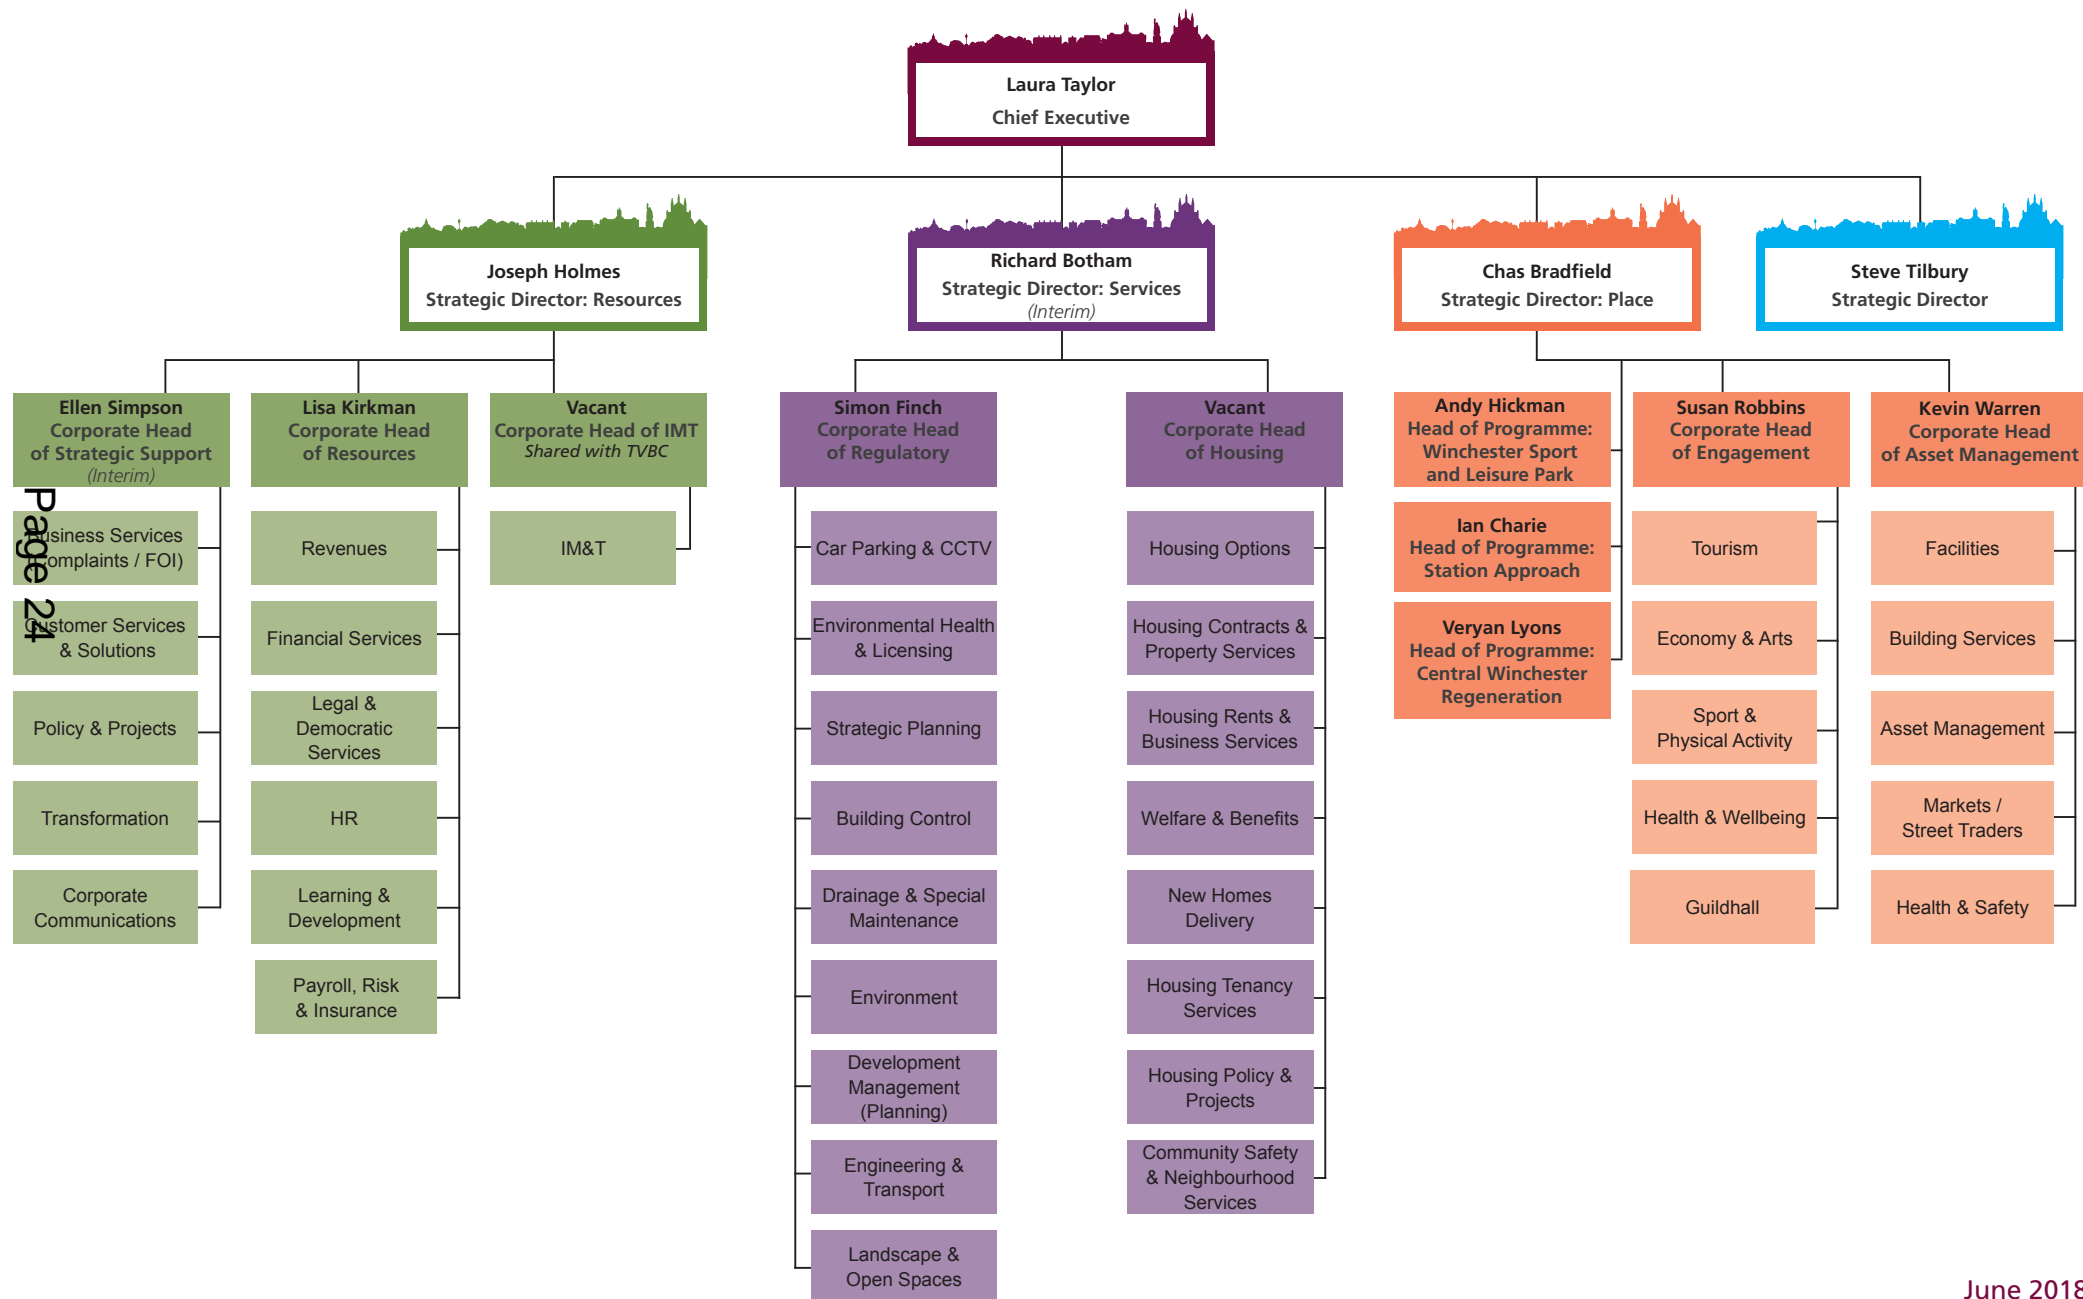 Laura Taylor
Chief Executive
Joseph Holmes
Strategic Director: Resources
Richard Botham
Strategic Director: Services
(Interim)
Chas Bradfield
Strategic Director: Place
Steve Tilbury
Strategic Director
Ellen Simpson
Corporate Head
of Strategic Support
(Interim)
Business Services
(Complaints / FOI)
Customer Services
& Solutions
Policy & Projects
Transformation
Corporate
Communications
Lisa Kirkman
Corporate Head
of Resources
Revenues
Financial Services
Legal &
Democratic
Services
HR
Learning &
Development
Payroll, Risk
& Insurance
Vacant
Corporate Head of IMT
Shared with TVBC
IM&T
Simon Finch
Corporate Head
of Regulatory
Car Parking & CCTV
Environmental Health
& Licensing
Strategic Planning
Building Control
Drainage & Special
Maintenance
Environment
Development
Management
(Planning)
Engineering &
Transport
Landscape &
Open Spaces
Vacant
Corporate Head
of Housing
Housing Options
Housing Contracts &
Property Services
Housing Rents &
Business Services
Welfare & Benefits
New Homes
Delivery
Housing Tenancy
Services
Housing Policy &
Projects
Community Safety
& Neighbourhood
Services
Andy Hickman
Head of Programme:
Winchester Sport
and Leisure Park
Ian Charie
Head of Programme:
Station Approach
Veryan Lyons
Head of Programme:
Central Winchester
Regeneration
Susan Robbins
Corporate Head
of Engagement
Tourism
Economy & Arts
Sport &
Physical Activity
Health & Wellbeing
Guildhall
Kevin Warren
Corporate Head
of Asset Management
Facilities
Building Services
Asset Management
Markets /
Street Traders
Health & Safety
Page 24
June 2018